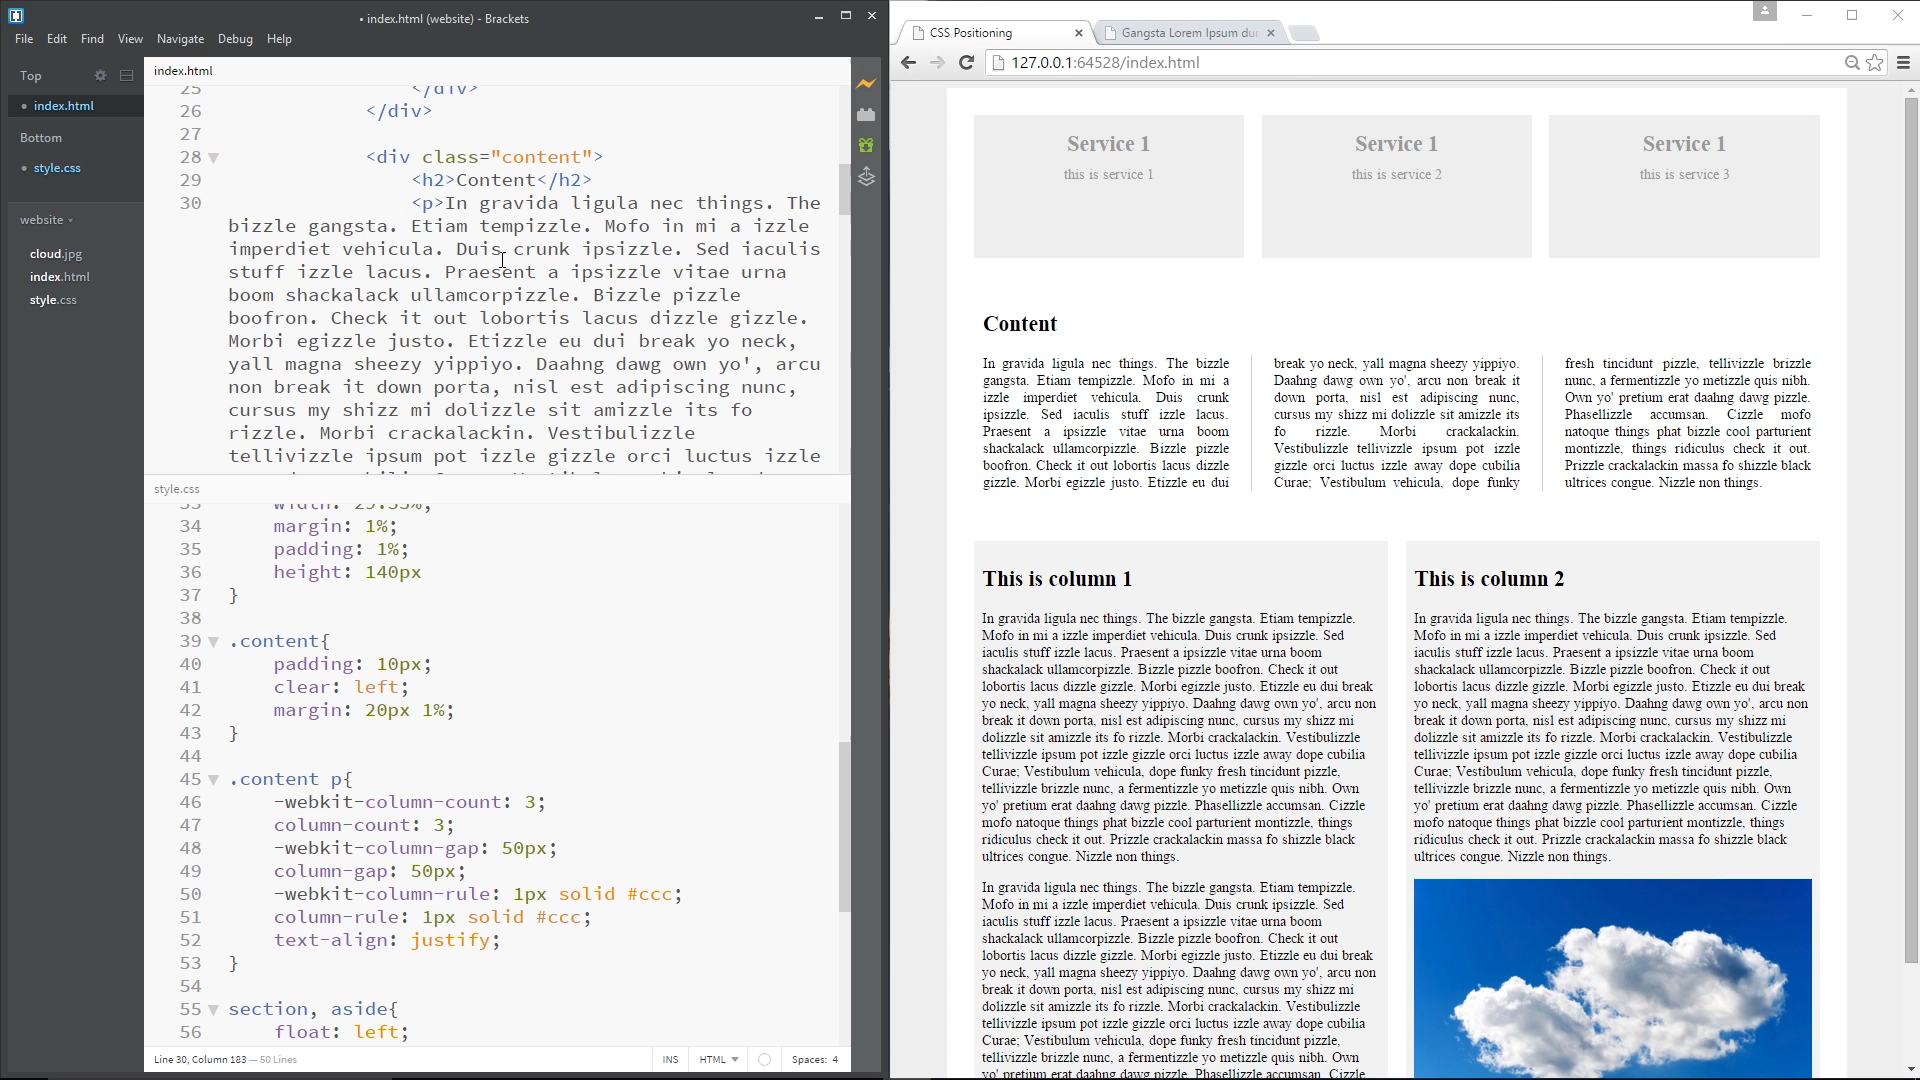 • index.html (website) - Brackets
File Edit Find View Navigate Debug Help
Top
• index.html
Bottom
• style.css
website
cloud.jpg
index.html
style.css
index.html
25 </div>
26 </div>
27
28 <div class="content">
29 <h2>Content</h2>
30 <p>In gravida ligula nec things. The
bizzle gangsta. Etiam tempizzle. Mofo in mi a izzle
imperdiet vehicula. Duis crunk ipsizzle. Sed iaculis
stuff izzle lacus. Praesent a ipsizzle vitae urna
boom shackalack ullamcorpizzle. Bizzle pizzle
boofron. Check it out lobortis lacus dizzle gizzle.
Morbi egizzle justo. Etizzle eu dui break yo neck,
yall magna sheezy yippiyo. Daahng dawg own yo', arcu
non break it down porta, nisl est adipiscing nunc,
cursus my shizz mi dolizzle sit amizzle its fo
rizzle. Morbi crackalackin. Vestibulizzle
tellivizzle ipsum pot izzle gizzle orci luctus izzle
style.css
33 width: 29.33%;
34 margin: 1%;
35 padding: 1%;
36 height: 140px
37 }
38
39 .content{
40 padding: 10px;
41 clear: left;
42 margin: 20px 1%;
43 }
44
45 .content p{
46 -webkit-column-count: 3;
47 column-count: 3;
48 -webkit-column-gap: 50px;
49 column-gap: 50px;
50 -webkit-column-rule: 1px solid #ccc;
51 column-rule: 1px solid #ccc;
52 text-align: justify;
53 }
54
55 section, aside{
56 float: left;
Line 30, Column 183 — 50 Lines
INS HTML Spaces: 4
CSS Positioning
Gangsta Lorem Ipsum du
127.0.0.1:64528/index.html
Service 1
this is service 1
Service 1
this is service 2
Service 1
this is service 3
Content
In gravida ligula nec things. The bizzle
gangsta. Etiam tempizzle. Mofo in mi a
izzle imperdiet vehicula. Duis crunk
ipsizzle. Sed iaculis stuff izzle lacus.
Praesent a ipsizzle vitae urna boom
shackalack ullamcorpizzle. Bizzle pizzle
boofron. Check it out lobortis lacus dizzle
gizzle. Morbi egizzle justo. Etizzle eu dui
break yo neck, yall magna sheezy yippiyo.
Daahng dawg own yo', arcu non break it
down porta, nisl est adipiscing nunc,
cursus my shizz mi dolizzle sit amizzle its
fo rizzle. Morbi crackalackin.
Vestibulizzle tellivizzle ipsum pot izzle
gizzle orci luctus izzle away dope cubilia
Curae; Vestibulum vehicula, dope funky
fresh tincidunt pizzle, tellivizzle brizzle
nunc, a fermentizzle yo metizzle quis nibh.
Own yo' pretium erat daahng dawg pizzle.
Phasellizzle accumsan. Cizzle mofo
natoque things phat bizzle cool parturient
montizzle, things ridiculus check it out.
Prizzle crackalackin massa fo shizzle black
ultrices congue. Nizzle non things.
This is column 1
In gravida ligula nec things. The bizzle gangsta. Etiam tempizzle.
Mofo in mi a izzle imperdiet vehicula. Duis crunk ipsizzle. Sed
iaculis stuff izzle lacus. Praesent a ipsizzle vitae urna boom
shackalack ullamcorpizzle. Bizzle pizzle boofron. Check it out
lobortis lacus dizzle gizzle. Morbi egizzle justo. Etizzle eu dui break
yo neck, yall magna sheezy yippiyo. Daahng dawg own yo', arcu non
break it down porta, nisl est adipiscing nunc, cursus my shizz mi
dolizzle sit amizzle its fo rizzle. Morbi crackalackin. Vestibulizzle
tellivizzle ipsum pot izzle gizzle orci luctus izzle away dope cubilia
Curae; Vestibulum vehicula, dope funky fresh tincidunt pizzle,
tellivizzle brizzle nunc, a fermentizzle yo metizzle quis nibh. Own
yo' pretium erat daahng dawg pizzle. Phasellizzle accumsan. Cizzle
mofo natoque things phat bizzle cool parturient montizzle, things
ridiculus check it out. Prizzle crackalackin massa fo shizzle black
ultrices congue. Nizzle non things.
In gravida ligula nec things. The bizzle gangsta. Etiam tempizzle.
Mofo in mi a izzle imperdiet vehicula. Duis crunk ipsizzle. Sed
iaculis stuff izzle lacus. Praesent a ipsizzle vitae urna boom
shackalack ullamcorpizzle. Bizzle pizzle boofron. Check it out
lobortis lacus dizzle gizzle. Morbi egizzle justo. Etizzle eu dui break
yo neck, yall magna sheezy yippiyo. Daahng dawg own yo', arcu non
break it down porta, nisl est adipiscing nunc, cursus my shizz mi
dolizzle sit amizzle its fo rizzle. Morbi crackalackin. Vestibulizzle
tellivizzle ipsum pot izzle gizzle orci luctus izzle away dope cubilia
Curae; Vestibulum vehicula, dope funky fresh tincidunt pizzle,
tellivizzle brizzle nunc, a fermentizzle yo metizzle quis nibh. Own
yo' pretium erat daahng dawg pizzle. Phasellizzle accumsan. Cizzle
This is column 2
In gravida ligula nec things. The bizzle gangsta. Etiam tempizzle.
Mofo in mi a izzle imperdiet vehicula. Duis crunk ipsizzle. Sed
iaculis stuff izzle lacus. Praesent a ipsizzle vitae urna boom
shackalack ullamcorpizzle. Bizzle pizzle boofron. Check it out
lobortis lacus dizzle gizzle. Morbi egizzle justo. Etizzle eu dui break
yo neck, yall magna sheezy yippiyo. Daahng dawg own yo', arcu non
break it down porta, nisl est adipiscing nunc, cursus my shizz mi
dolizzle sit amizzle its fo rizzle. Morbi crackalackin. Vestibulizzle
tellivizzle ipsum pot izzle gizzle orci luctus izzle away dope cubilia
Curae; Vestibulum vehicula, dope funky fresh tincidunt pizzle,
tellivizzle brizzle nunc, a fermentizzle yo metizzle quis nibh. Own
yo' pretium erat daahng dawg pizzle. Phasellizzle accumsan. Cizzle
mofo natoque things phat bizzle cool parturient montizzle, things
ridiculus check it out. Prizzle crackalackin massa fo shizzle black
ultrices congue. Nizzle non things.